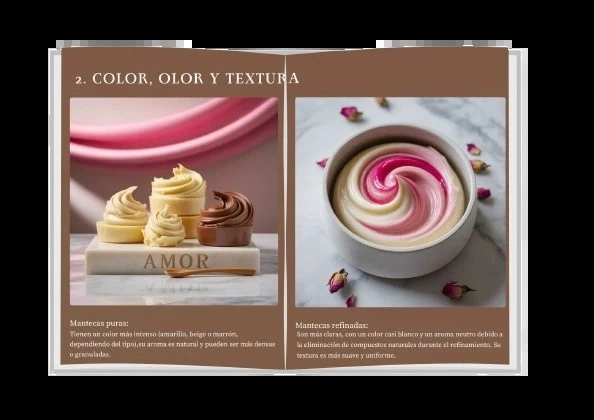 2. COLOR, OLOR Y TEXTURA
AMOR
Mantecas puras:
Tienen un color más intenso (amarillo, beige o marrón,
dependiendo del tipo),su aroma es natural y pueden ser más densas
o granuladas.
Mantecas refinadas:
Son más claras, con un color casi blanco y un aroma neutro debido a
la eliminación de compuestos naturales durante el refinamiento. Su
textura es más suave y uniforme.